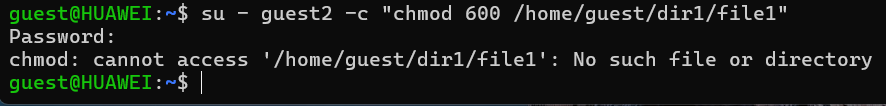 guest@HUAWEI:~$ su - guest2 -c "chmod 600 /home/guest/dir1/file1"
Password:
chmod: cannot access '/home/guest/dir1/file1': No such file or directory
guest@HUAWEI:~$